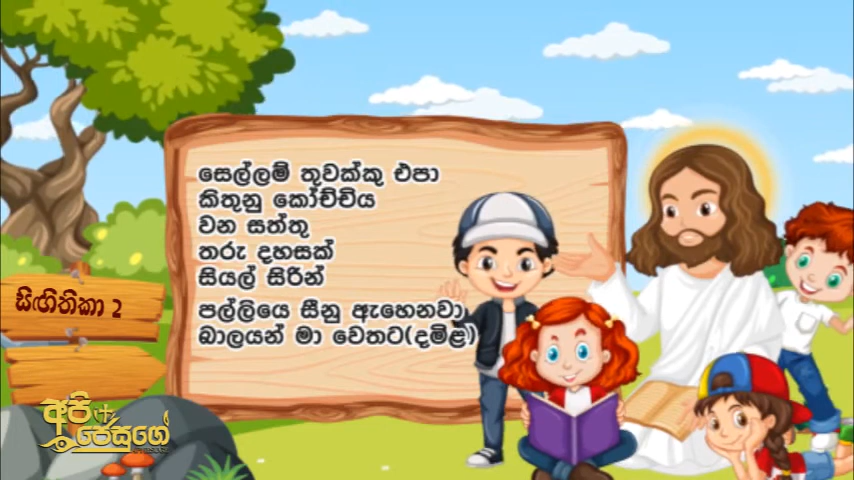 සෙල්ලම් තුවක්කු එපා
කිතුනු කෝච්චිය
වන සත්තු
තරු දහසක්
සියල් සිරින්
පල්ලියෙ සීනු ඇහෙනවා
බාලයන් මා වෙතට(දමිළ)
සිඟිතිකා 2
අපි
ජේසුගේ